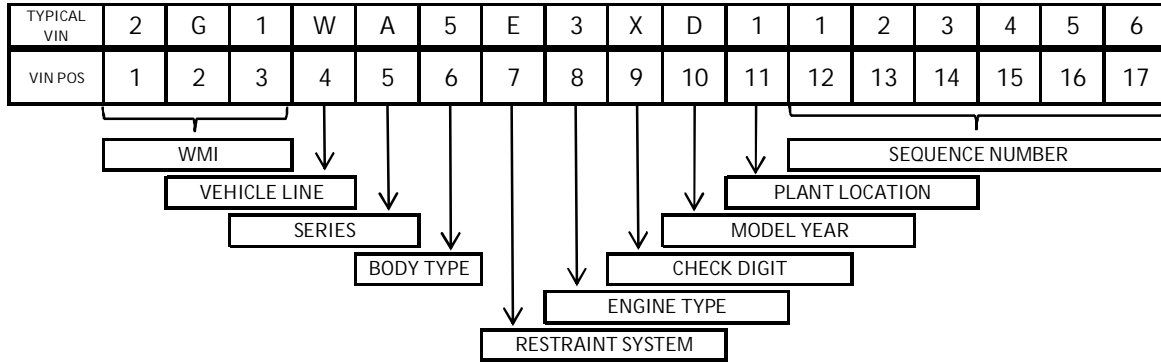 TYPICAL VIN 2 G 1 W A 5 E 3 X D 1 1 2 3 4 5 6
VIN POS 1 2 3 4 5 6 7 8 9 10 11 12 13 14 15 16 17
WMI SEQUENCE NUMBER
VEHICLE LINE PLANT LOCATION
SERIES MODEL YEAR
BODY TYPE CHECK DIGIT
ENGINE TYPE
RESTRAINT SYSTEM